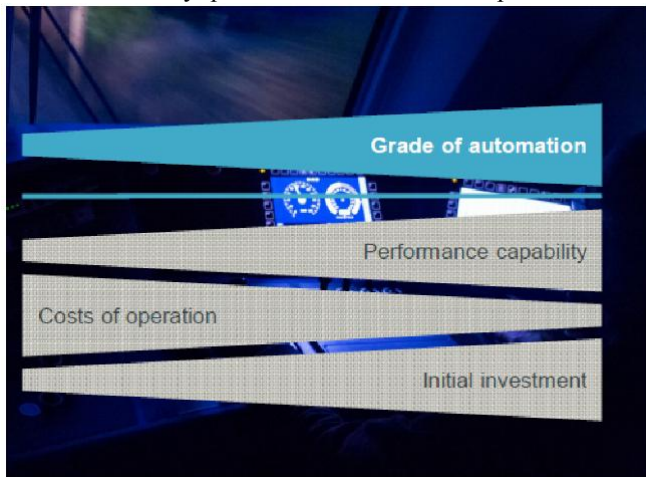 Grade of automation
Performance capability
Costs of operation
Initial investment